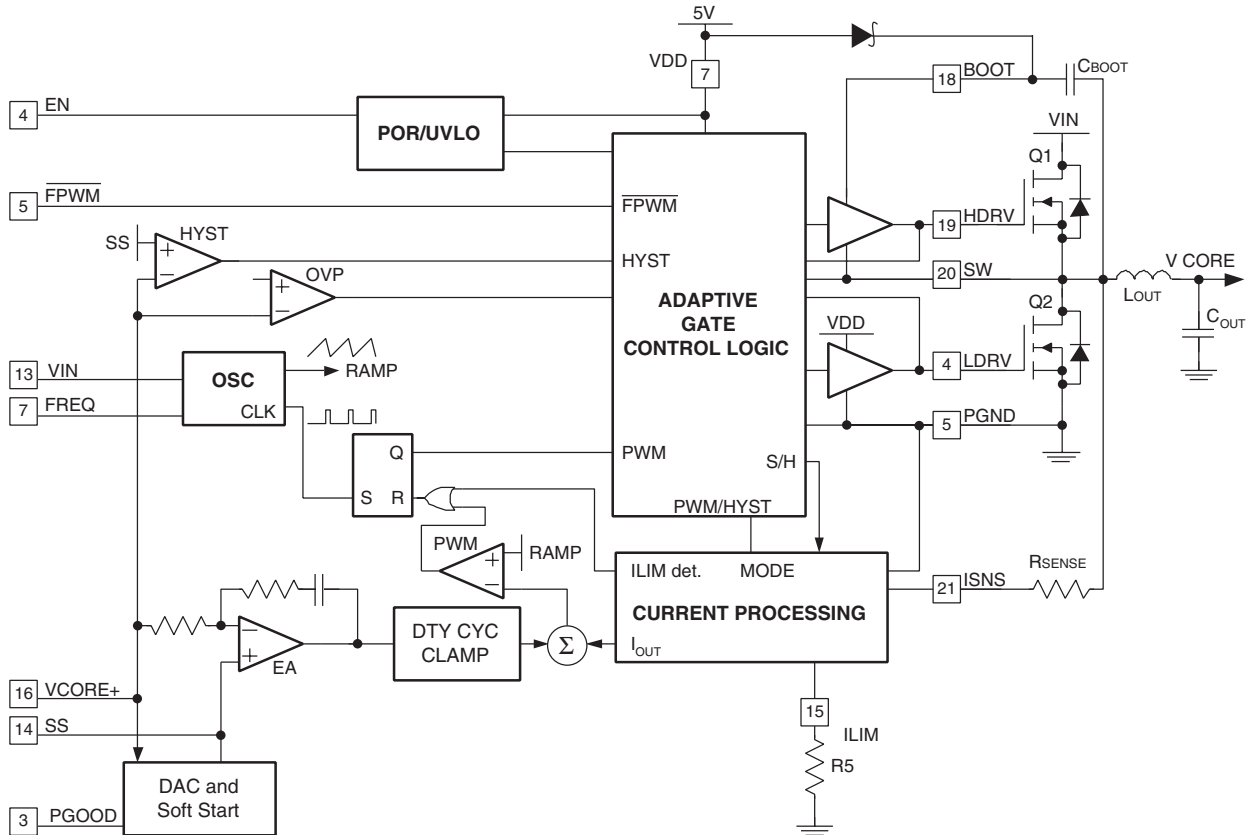 5V
VDD
7
18
BOOT
CBOOT
4
EN
POR/UVLO
VIN
Q1
5
FPWM
FPWM
19
HDRV
SS
HYST
+
−
HYST
OVP
+
−
20
SW
V CORE
ADAPTIVE
GATE
CONTROL LOGIC
LOUT
COUT
VDD
Q2
4
LDRV
RAMP
13
VIN
OSC
CLK
7
FREQ
5
PGND
Q
S
R
PWM
S/H
PWM/HYST
PWM
+
−
RAMP
ILIM det.
MODE
CURRENT PROCESSING
IOUT
21
ISNS
RSENSE
−
+
EA
DTY CYC
CLAMP
Σ
16
VCORE+
14
SS
15
ILIM
R5
DAC and
Soft Start
3
PGOOD